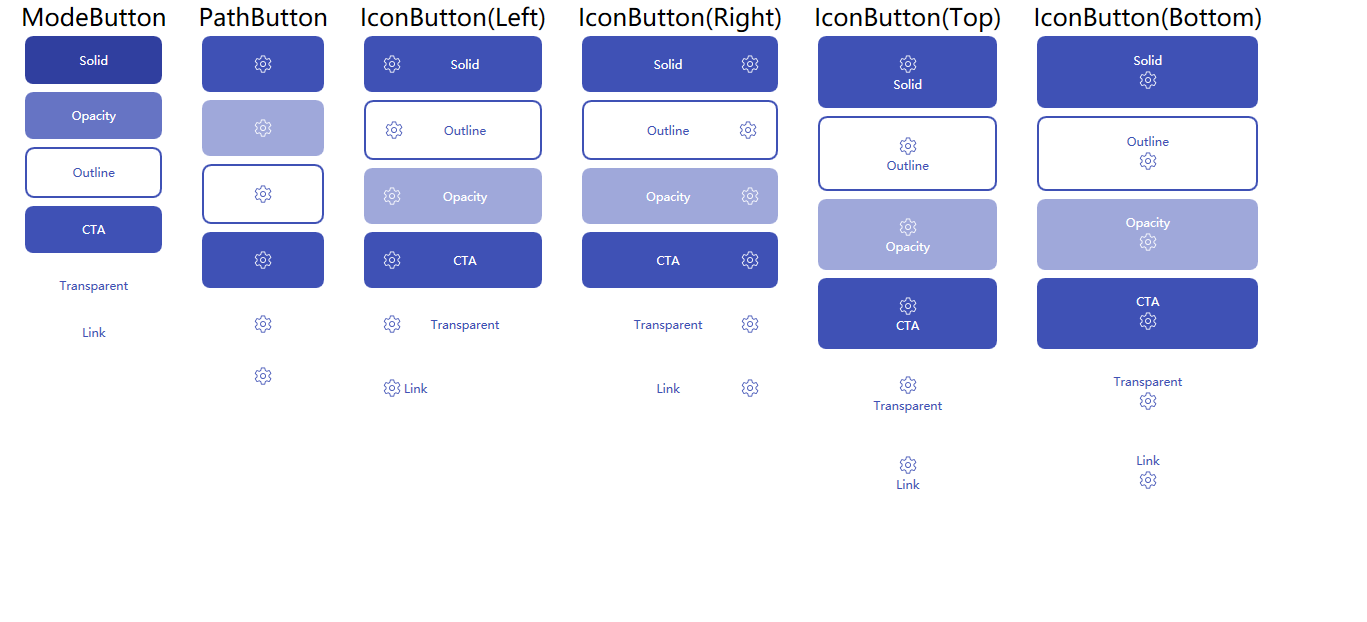 ModeButton
Solid
Opacity
Outline
CTA
Transparent
Link
PathButton
IconButton(Left)
Solid
Outline
Opacity
CTA
Transparent
Link
IconButton(Right)
Solid
Outline
Opacity
CTA
Transparent
Link
IconButton(Top)
Solid
Outline
Opacity
CTA
Transparent
Link
IconButton(Bottom)
Solid
Outline
Opacity
CTA
Transparent
Link